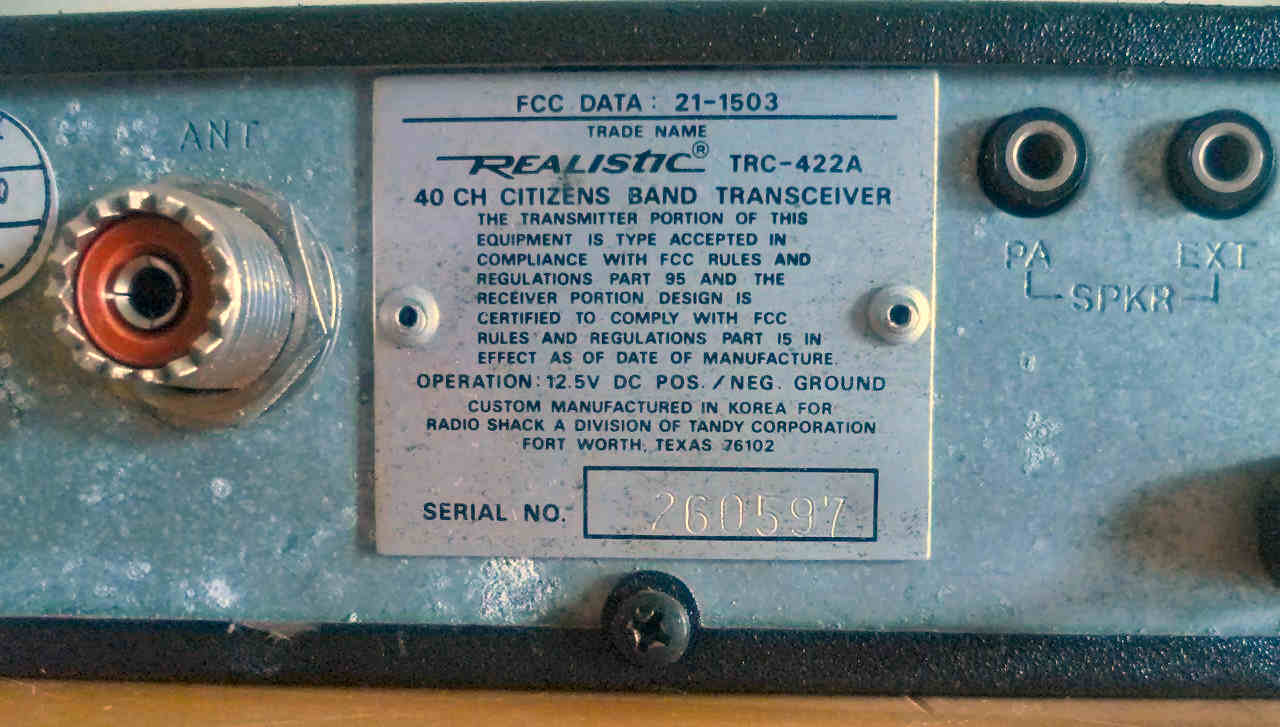 ANT
FCC DATA: 21-1503
TRADE NAME
REALISTIC® TRC-422A
40 CH CITIZENS BAND TRANSCEIVER
THE TRANSMITTER PORTION OF THIS
EQUIPMENT IS TYPE ACCEPTED IN
COMPLIANCE WITH FCC RULES AND
REGULATIONS PART 95 AND THE
RECEIVER PORTION DESIGN IS
CERTIFIED TO COMPLY WITH FCC
RULES AND REGULATIONS PART 15 IN
EFFECT AS OF DATE OF MANUFACTURE.
OPERATION: 12.5V DC POS./NEG. GROUND
CUSTOM MANUFACTURED IN KOREA FOR
RADIO SHACK A DIVISION OF TANDY CORPORATION
FORT WORTH, TEXAS 76102
SERIAL NO. 260597
PA EXT
SPKR